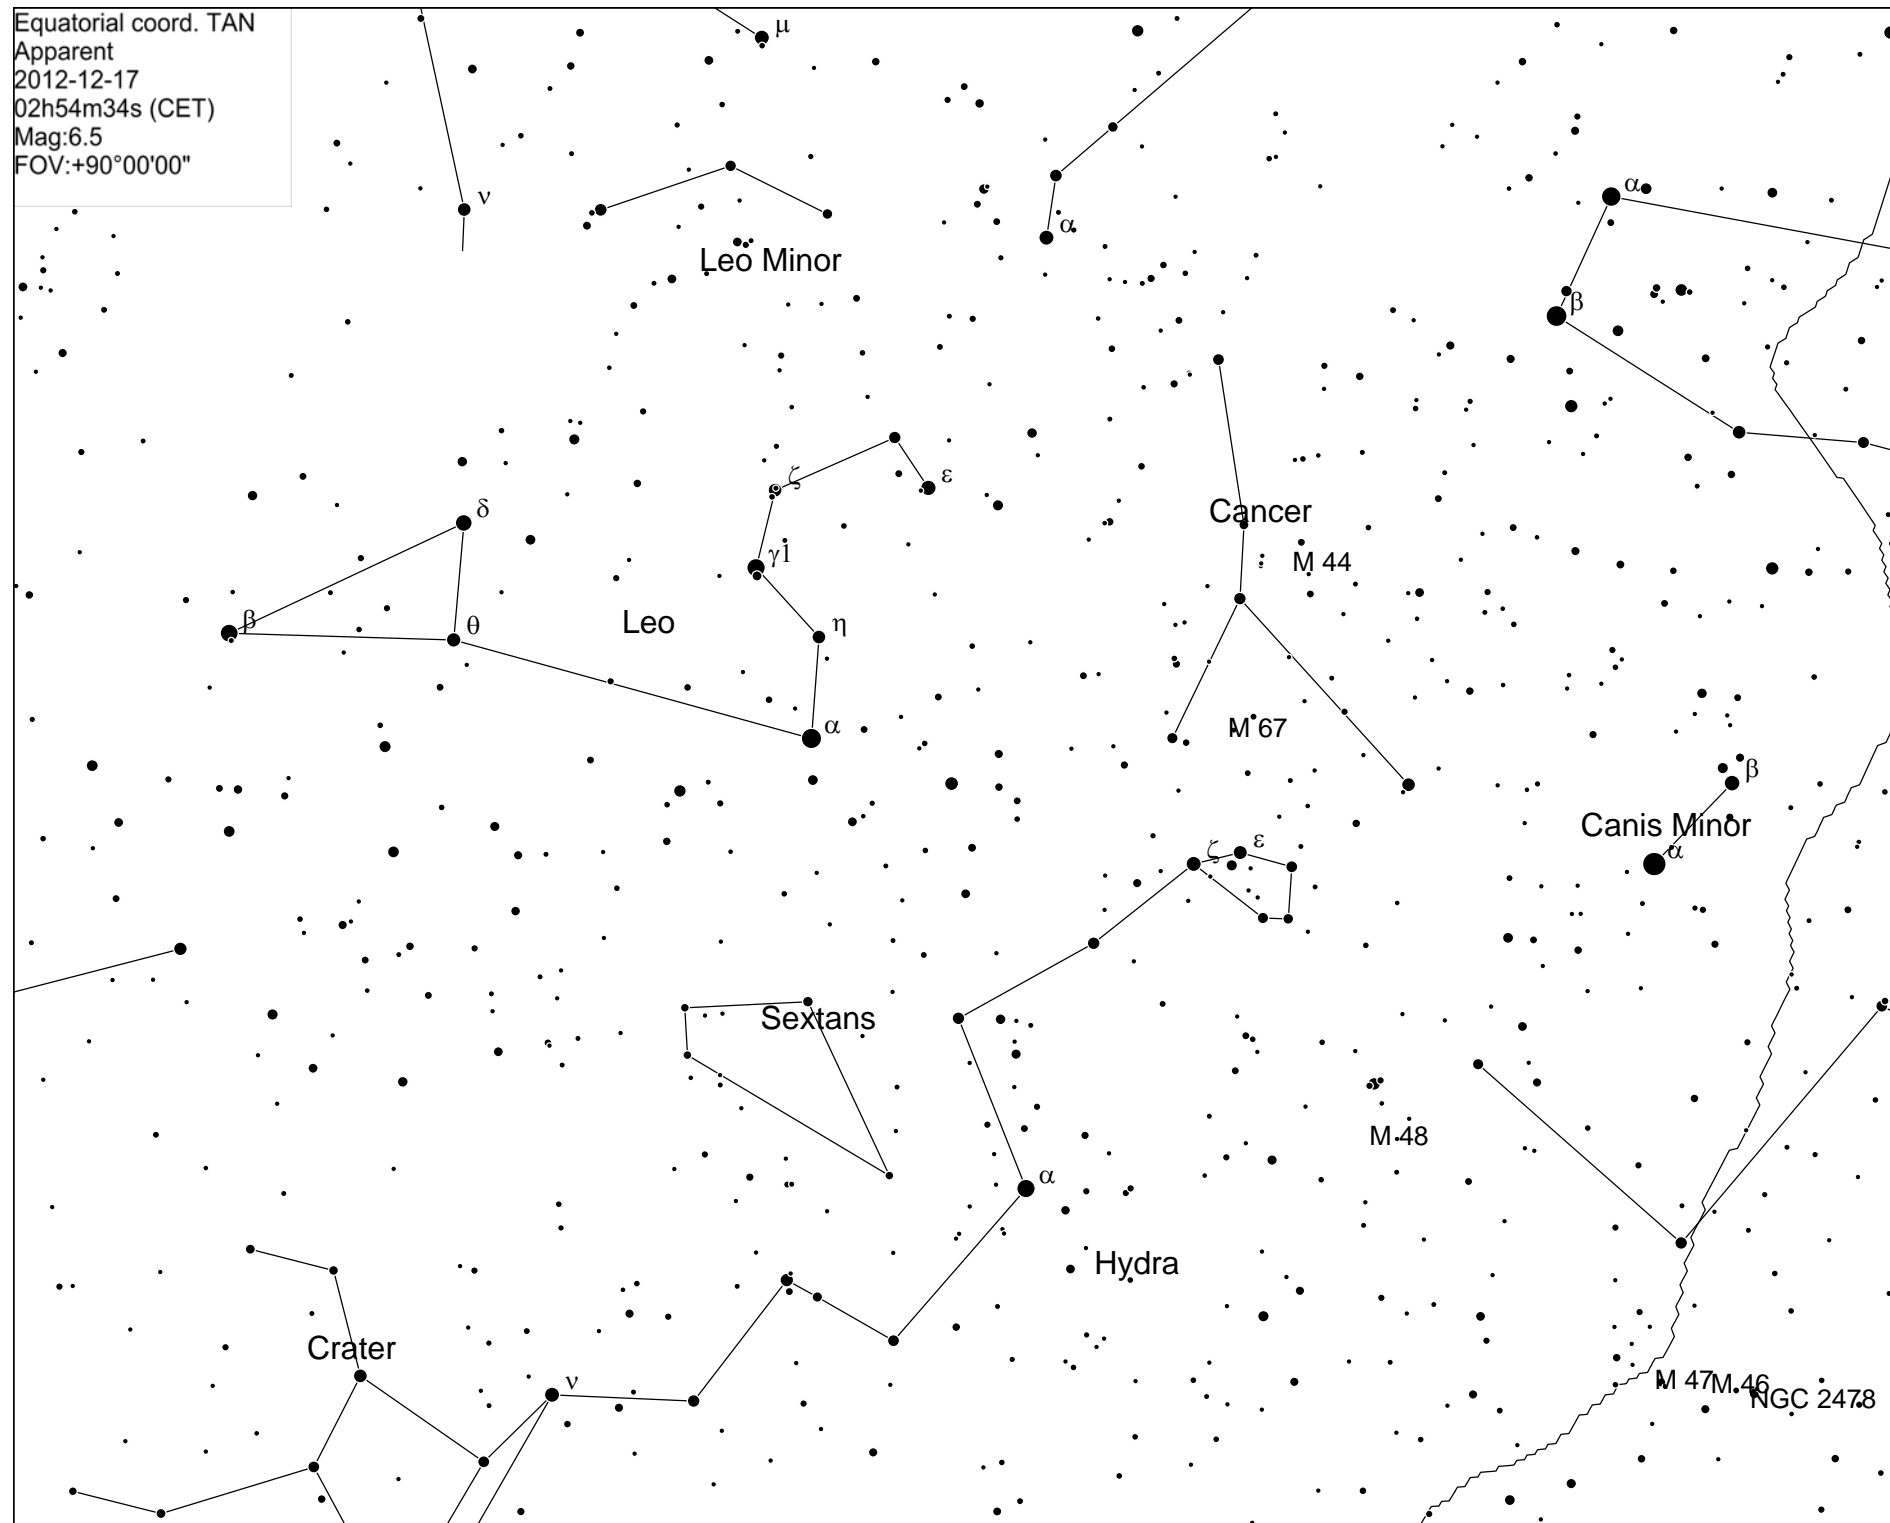 Equatorial coord. TAN
Apparent
2012-12-17
02h54m34s (CET)
Mag:6.5
FOV:+90°00'00"
μ
ν
α
α
Leo Minor
β
ζ
ε
δ
Cancer
γ1
M 44
β
θ
Leo
η
α
M 67
β
Canis Minor
α
ζ
ε
Sextans
M 48
α
Hydra
Crater
ν
M 47
M 46
NGC 2478